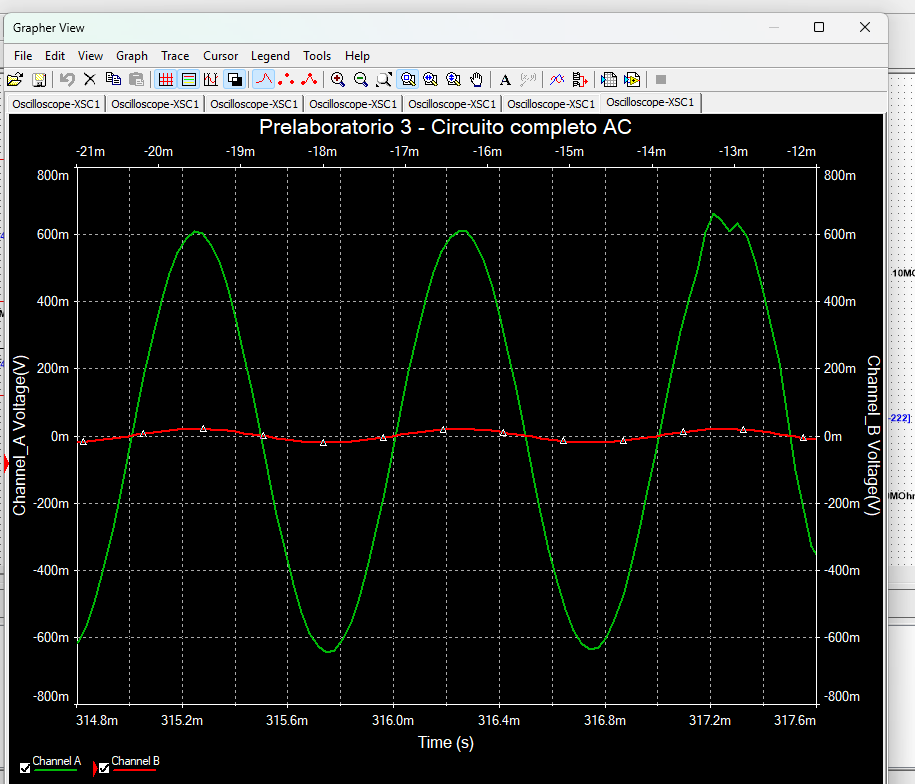 Grapher View
File Edit View Graph Trace Cursor Legend Tools Help
Oscilloscope-XSC1 Oscilloscope-XSC1 Oscilloscope-XSC1 Oscilloscope-XSC1 Oscilloscope-XSC1 Oscilloscope-XSC1 Oscilloscope-XSC1
Prelaboratorio 3 - Circuito completo AC
-21m -20m -19m -18m -17m -16m -15m -14m -13m -12m
800m 800m
600m 600m
400m 400m
200m 200m
0m 0m
-200m -200m
-400m -400m
-600m -600m
-800m -800m
Channel_A Voltage(V)
Channel_B Voltage(V)
314.8m 315.2m 315.6m 316.0m 316.4m 316.8m 317.2m 317.6m
Time (s)
Channel A Channel B
-222]